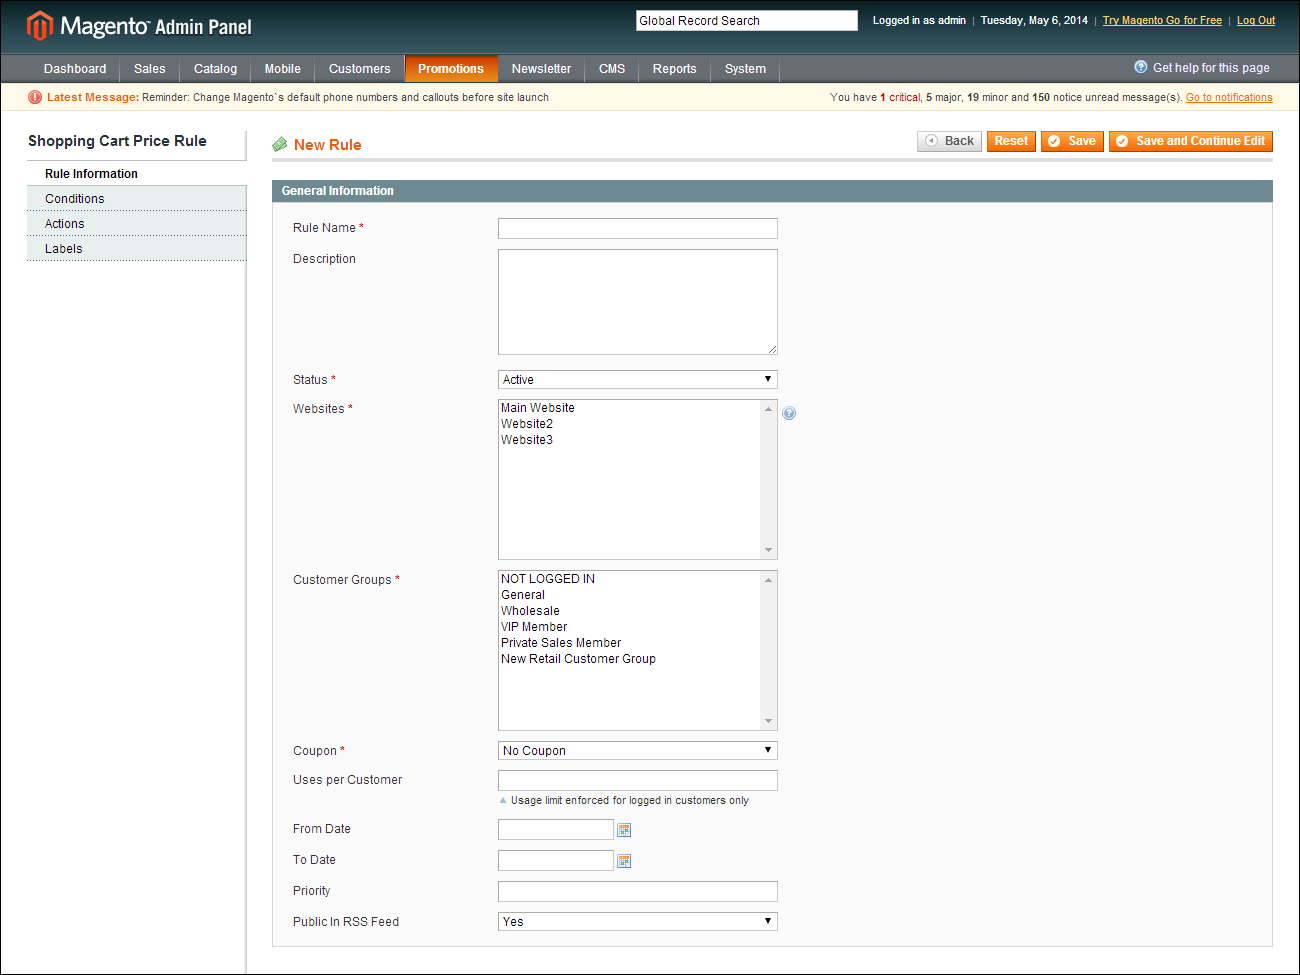 Magento™ Admin Panel
Global Record Search
Logged in as admin | Tuesday, May 6, 2014 | Try Magento Go for Free | Log Out
Dashboard Sales Catalog Mobile Customers Promotions Newsletter CMS Reports System
Get help for this page
Latest Message: Reminder: Change Magento`s default phone numbers and callouts before site launch
You have 1 critical, 5 major, 19 minor and 150 notice unread message(s). Go to notifications
Shopping Cart Price Rule
Rule Information
Conditions
Actions
Labels
New Rule
Back Reset Save Save and Continue Edit
General Information
Rule Name *
Description
Status *
Active
Websites *
Main Website
Website2
Website3
Customer Groups *
NOT LOGGED IN
General
Wholesale
VIP Member
Private Sales Member
New Retail Customer Group
Coupon *
No Coupon
Uses per Customer
Usage limit enforced for logged in customers only
From Date
To Date
Priority
Public In RSS Feed
Yes